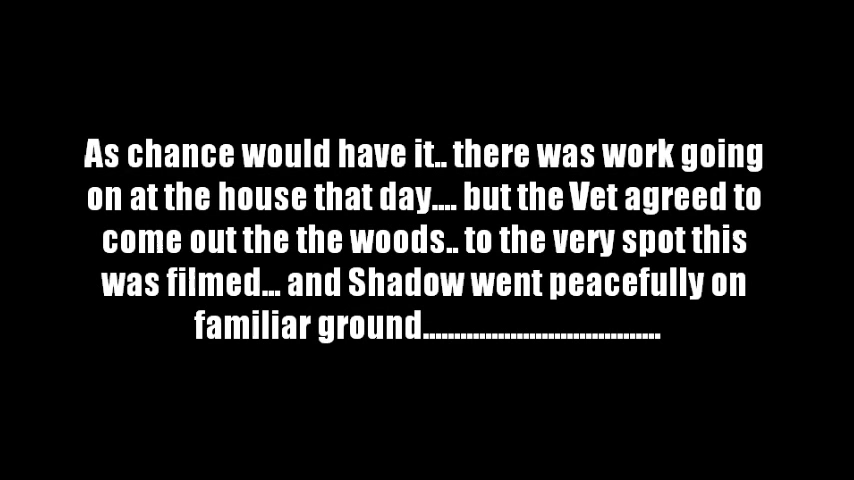 As chance would have it.. there was work going
on at the house that day.... but the Vet agreed to
come out the the woods.. to the very spot this
was filmed... and Shadow went peacefully on
familiar ground......................................